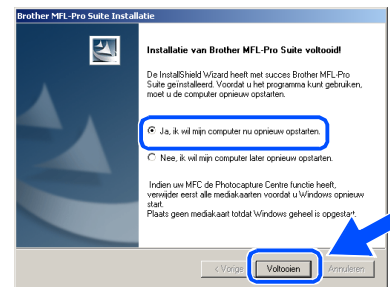 Brother MFL-Pro Suite Installatie
Installatie van Brother MFL-Pro Suite voltooid!
De InstallShield Wizard heeft met succes Brother MFL-Pro
Suite geïnstalleerd. Voordat u het programma kunt gebruiken,
moet u de computer opnieuw opstarten.
Ja, ik wil mijn computer nu opnieuw opstarten.
Nee, ik wil mijn computer later opnieuw opstarten.
Indien uw MFC de Photocapture Centre functie heeft,
verwijder eerst alle mediakaarten voordat u Windows opnieuw
start.
Plaats geen mediakaart totdat Windows geheel is opgestart.
< Vorige
Voltooien
Annuleren